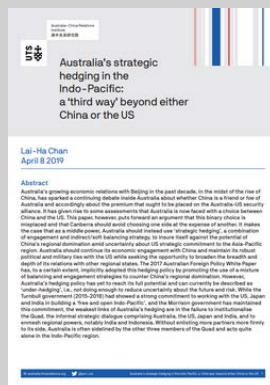 Australia-China Relations
Institute
UTS
Australia's strategic
hedging in the
Indo-Pacific:
a 'third way' beyond either
China or the US
Lai-Ha Chan
April 8 2019
Abstract
Australia's growing economic relations with Beijing in the past decade, in the midst of the rise of
China, has sparked a continuing debate inside Australia about whether China is a friend or foe of
Australia and accordingly about the premium that ought to be placed on the Australia-US security
alliance. It has given rise to some assessments that Australia is now faced with a choice between
China and the US. This paper, however, puts forward an argument that this binary choice is
misplaced and that Canberra should avoid choosing one side at the expense of another. It makes
the case that as a middle-power, Australia should instead use 'strategic hedging', a combination
of engagement and indirect/soft balancing strategy, to insure itself against the potential of
China's regional domination amid uncertainty about US strategic commitment to the Asia-Pacific
region. Australia should continue its economic engagement with China and maintain its robust
political and military ties with the US while seeking the opportunity to broaden the breadth and
depth of its relations with other regional states. The 2017 Australian Foreign Policy White Paper
has, to a certain extent, implicitly adopted this hedging policy by promoting the use of a mixture
of balancing and engagement strategies to counter China's regional domination. However,
Australia's hedging policy has yet to reach its full potential and can currently be described as
'under-hedging', i.e., not doing enough to reduce uncertainty about the future and risk. While the
Turnbull government (2015-2018) had showed a strong commitment to working with the US, Japan
and India in building a 'free and open Indo-Pacific', and the Morrison government has maintained
this commitment, the weakest links of Australia's hedging are in the failure to institutionalise
the Quad, the informal strategic dialogue comprising Australia, the US, Japan and India, and to
enmesh regional powers, notably India and Indonesia. Without enlisting more partners more firmly
to its side, Australia is often sidelined by the other three members of the Quad and acts quite
alone in the Indo-Pacific region.